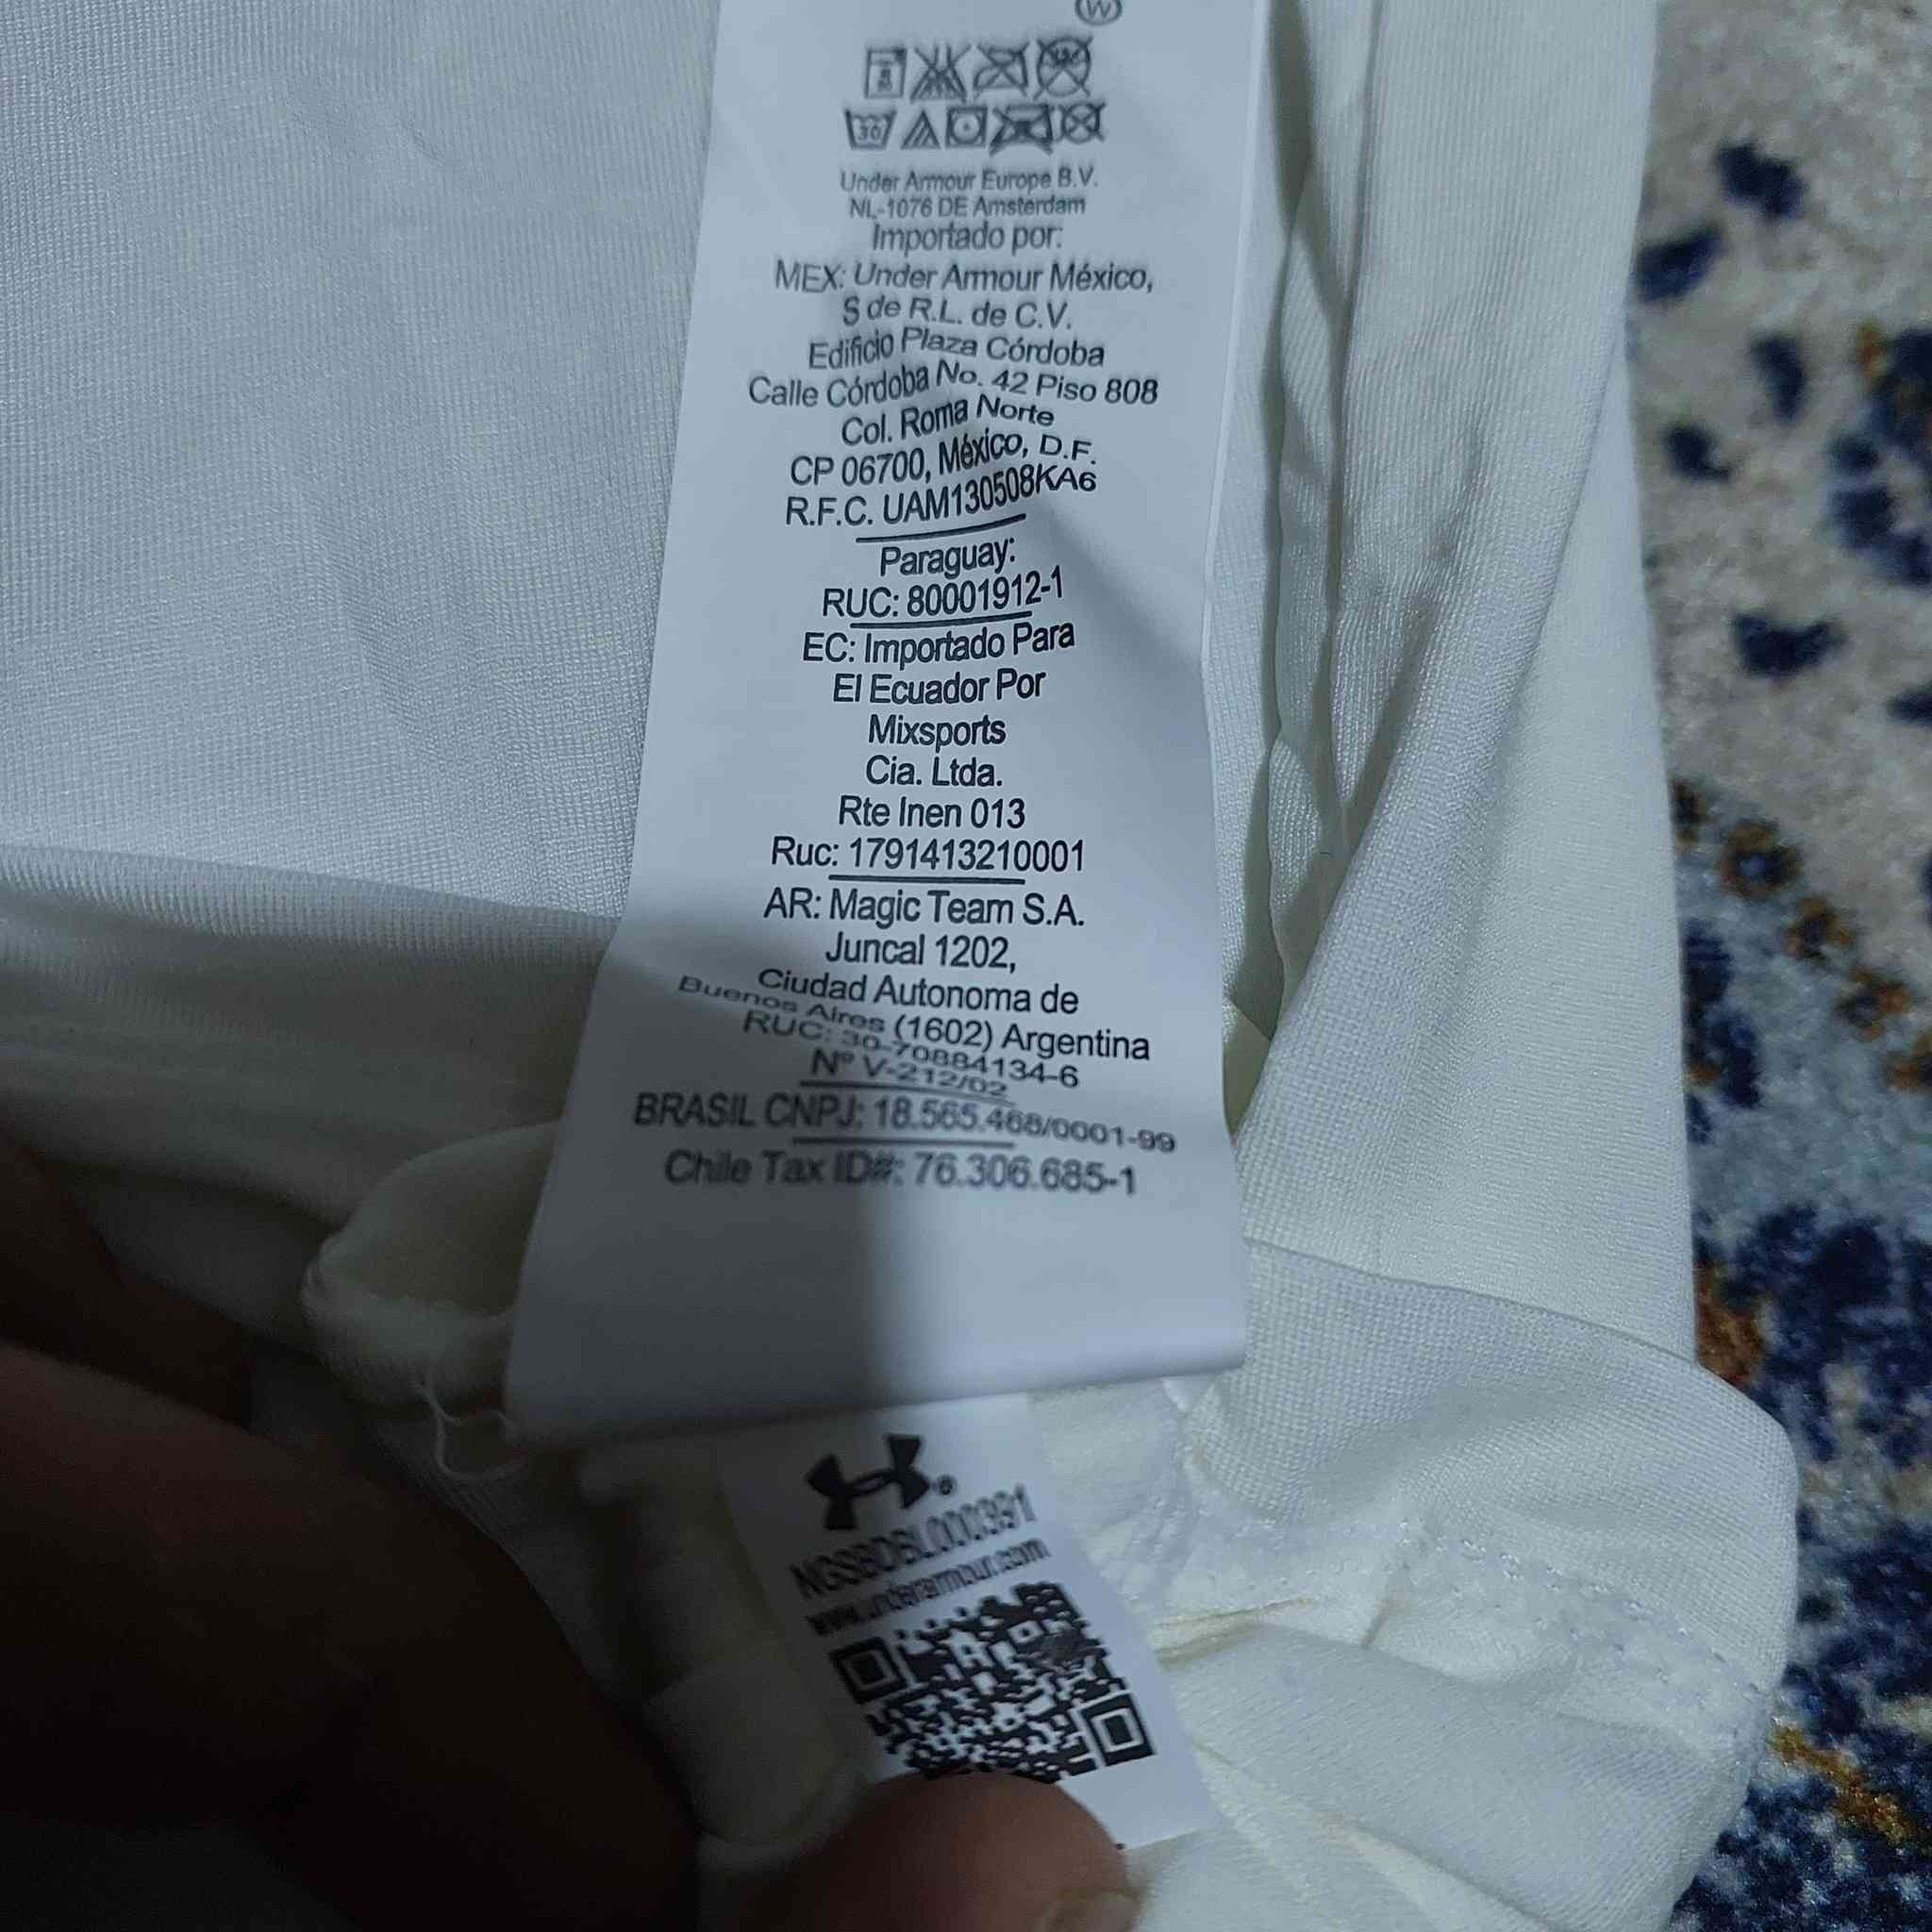 W
30
Under Armour Europe B.V.
NL-1076 DE Amsterdam
Importado por:
MEX: Under Armour México,
S de R.L. de C.V.
Edificio Plaza Córdoba
Calle Córdoba No. 42 Piso 808
Col. Roma Norte
CP 06700, México, D.F.
R.F.C. UAM130508KA6
Paraguay:
RUC: 80001912-1
EC: Importado Para
El Ecuador Por
Mixsports
Cia. Ltda.
Rte Inen 013
Ruc: 1791413210001
AR: Magic Team S.A.
Juncal 1202,
Ciudad Autonoma de
Buenos Aires (1602) Argentina
RUC: 30-70884134-6
Nº V-212/02
BRASIL CNPJ: 18.565.468/0001-99
Chile Tax ID#: 76.306.685-1